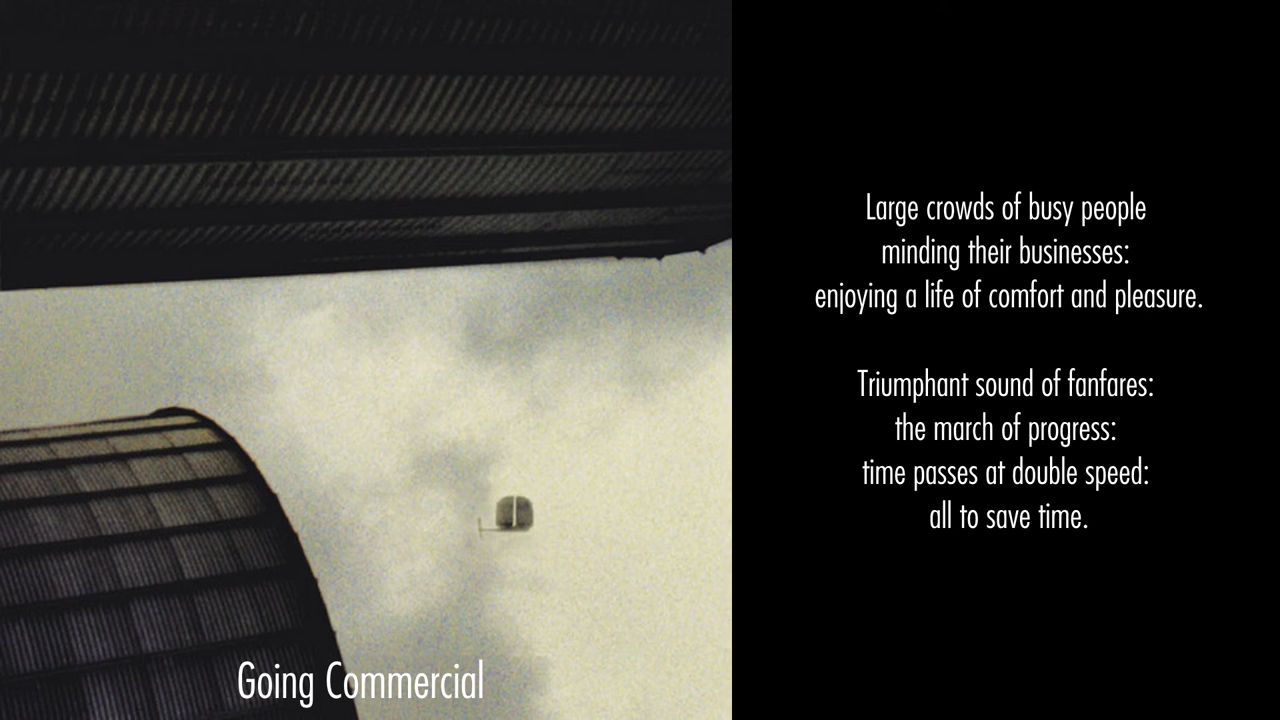 Large crowds of busy people
minding their businesses:
enjoying a life of comfort and pleasure.
Triumphant sound of fanfares:
the march of progress:
time passes at double speed:
all to save time.
Going Commercial